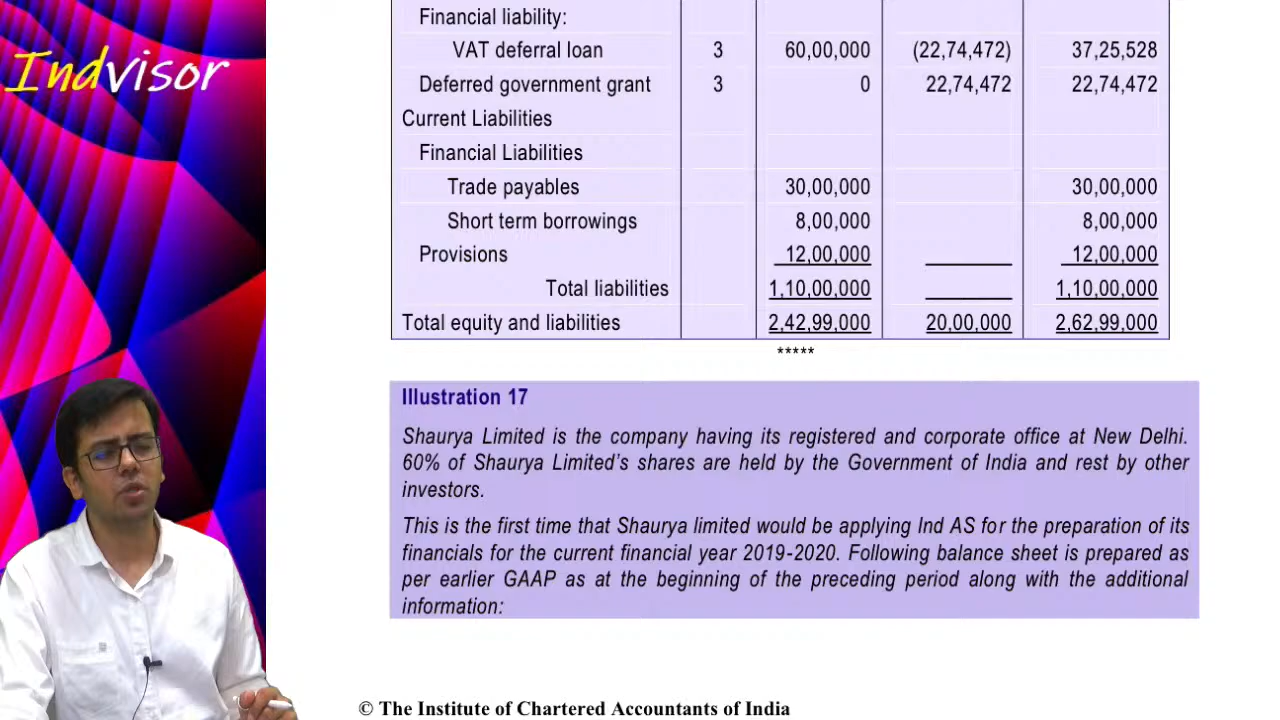 Indvisor
Financial liability:
VAT deferral loan 3 60,00,000 (22,74,472) 37,25,528
Deferred government grant 3 0 22,74,472 22,74,472
Current Liabilities
Financial Liabilities
Trade payables 30,00,000 30,00,000
Short term borrowings 8,00,000 8,00,000
Provisions 12,00,000 12,00,000
Total liabilities 1,10,00,000 1,10,00,000
Total equity and liabilities 2,42,99,000 20,00,000 2,62,99,000
*****
Illustration 17
Shaurya Limited is the company having its registered and corporate office at New Delhi.
60% of Shaurya Limited’s shares are held by the Government of India and rest by other
investors.
This is the first time that Shaurya limited would be applying Ind AS for the preparation of its
financials for the current financial year 2019-2020. Following balance sheet is prepared as
per earlier GAAP as at the beginning of the preceding period along with the additional
information:
© The Institute of Chartered Accountants of India